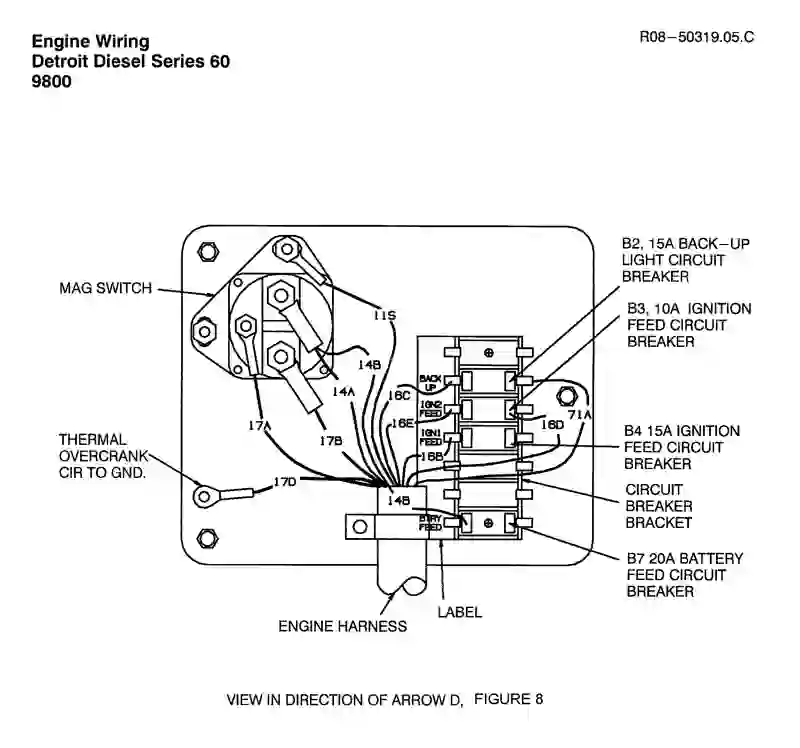 Engine Wiring
Detroit Diesel Series 60
9800
R08-50319.05.C
B2, 15A BACK-UP
LIGHT CIRCUIT
BREAKER
MAG SWITCH
B3, 10A IGNITION
FEED CIRCUIT
BREAKER
11S
14B
14A
BACK
UP
16C
IGN2
FEED
16E
16D
71A
17A
17B
IGN1
FEED
16B
B4 15A IGNITION
FEED CIRCUIT
BREAKER
THERMAL
OVERCRANK
CIR TO GND.
17D
14B
CIRCUIT
BREAKER
BRACKET
BTRY
FEED
B7 20A BATTERY
FEED CIRCUIT
BREAKER
LABEL
ENGINE HARNESS
VIEW IN DIRECTION OF ARROW D, FIGURE 8